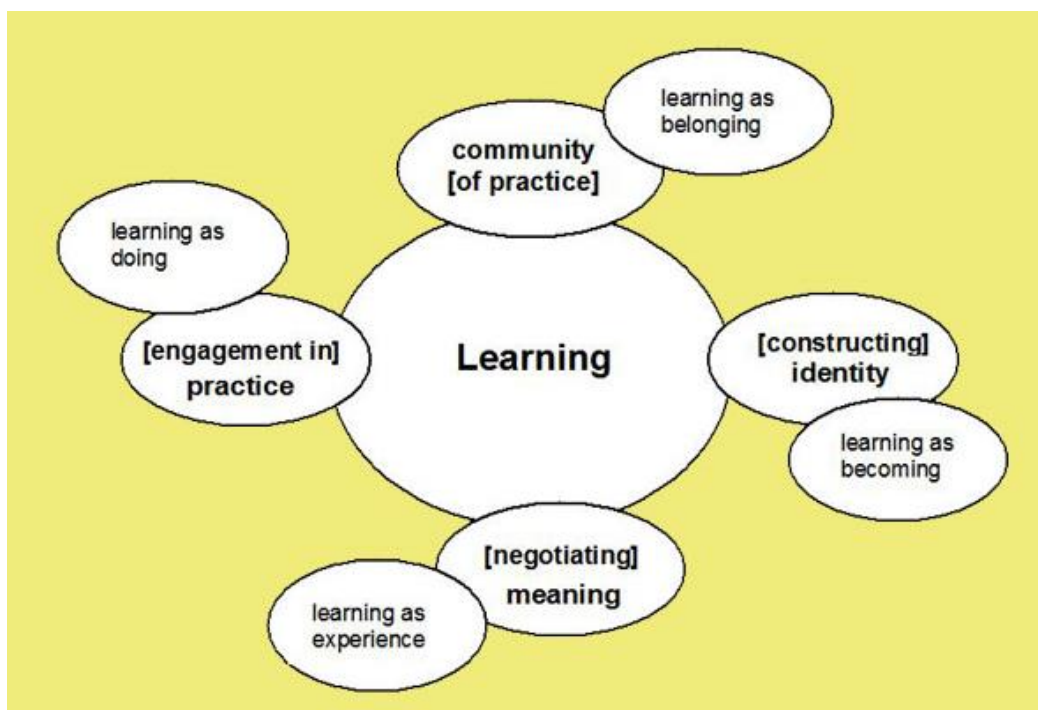 learning as
belonging
community
[of practice]
learning as
doing
[engagement in]
practice
Learning
[constructing]
identity
learning as
becoming
[negotiating]
meaning
learning as
experience